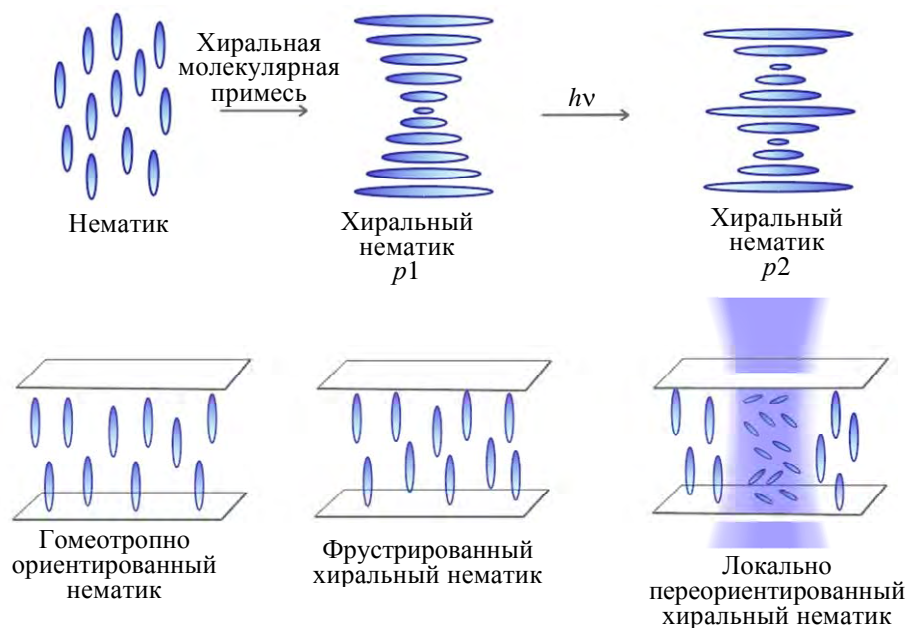 Хиральная
молекулярная
примесь
hν
Нематик
Хиральный
нематик
p1
Хиральный
нематик
p2
Гомеотропно
ориентированный
нематик
Фрустрированный
хиральный нематик
Локально
переориентированный
хиральный нематик